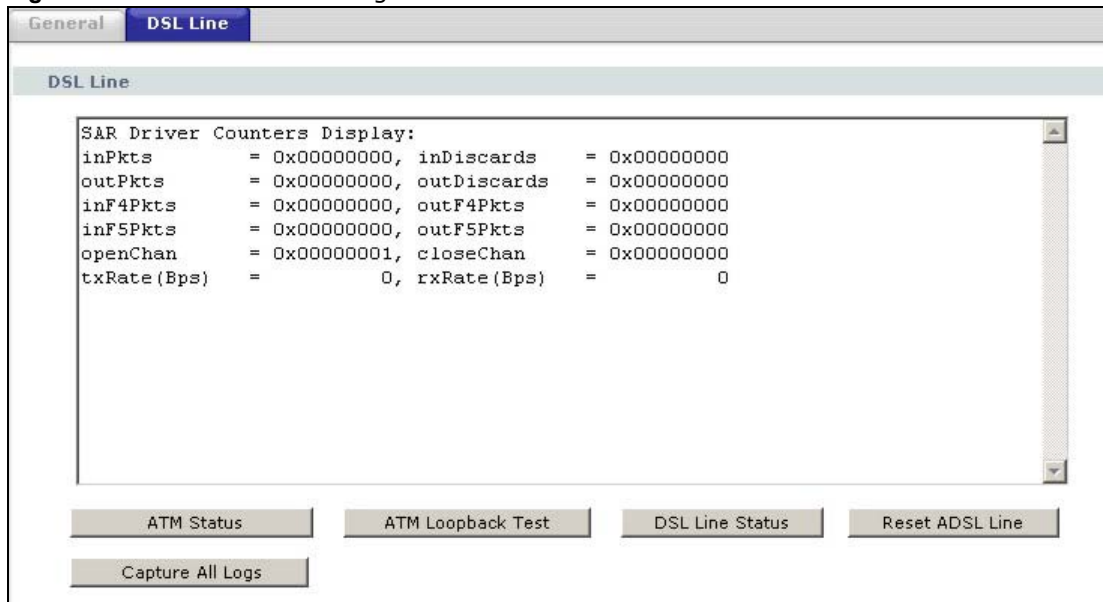 General DSL Line
DSL Line
SAR Driver Counters Display:
inPkts = 0x00000000, inDiscards = 0x00000000
outPkts = 0x00000000, outDiscards = 0x00000000
inF4Pkts = 0x00000000, outF4Pkts = 0x00000000
inF5Pkts = 0x00000000, outF5Pkts = 0x00000000
openChan = 0x00000001, closeChan = 0x00000000
txRate(Bps) = 0, rxRate(Bps) = 0
ATM Status ATM Loopback Test DSL Line Status Reset ADSL Line
Capture All Logs